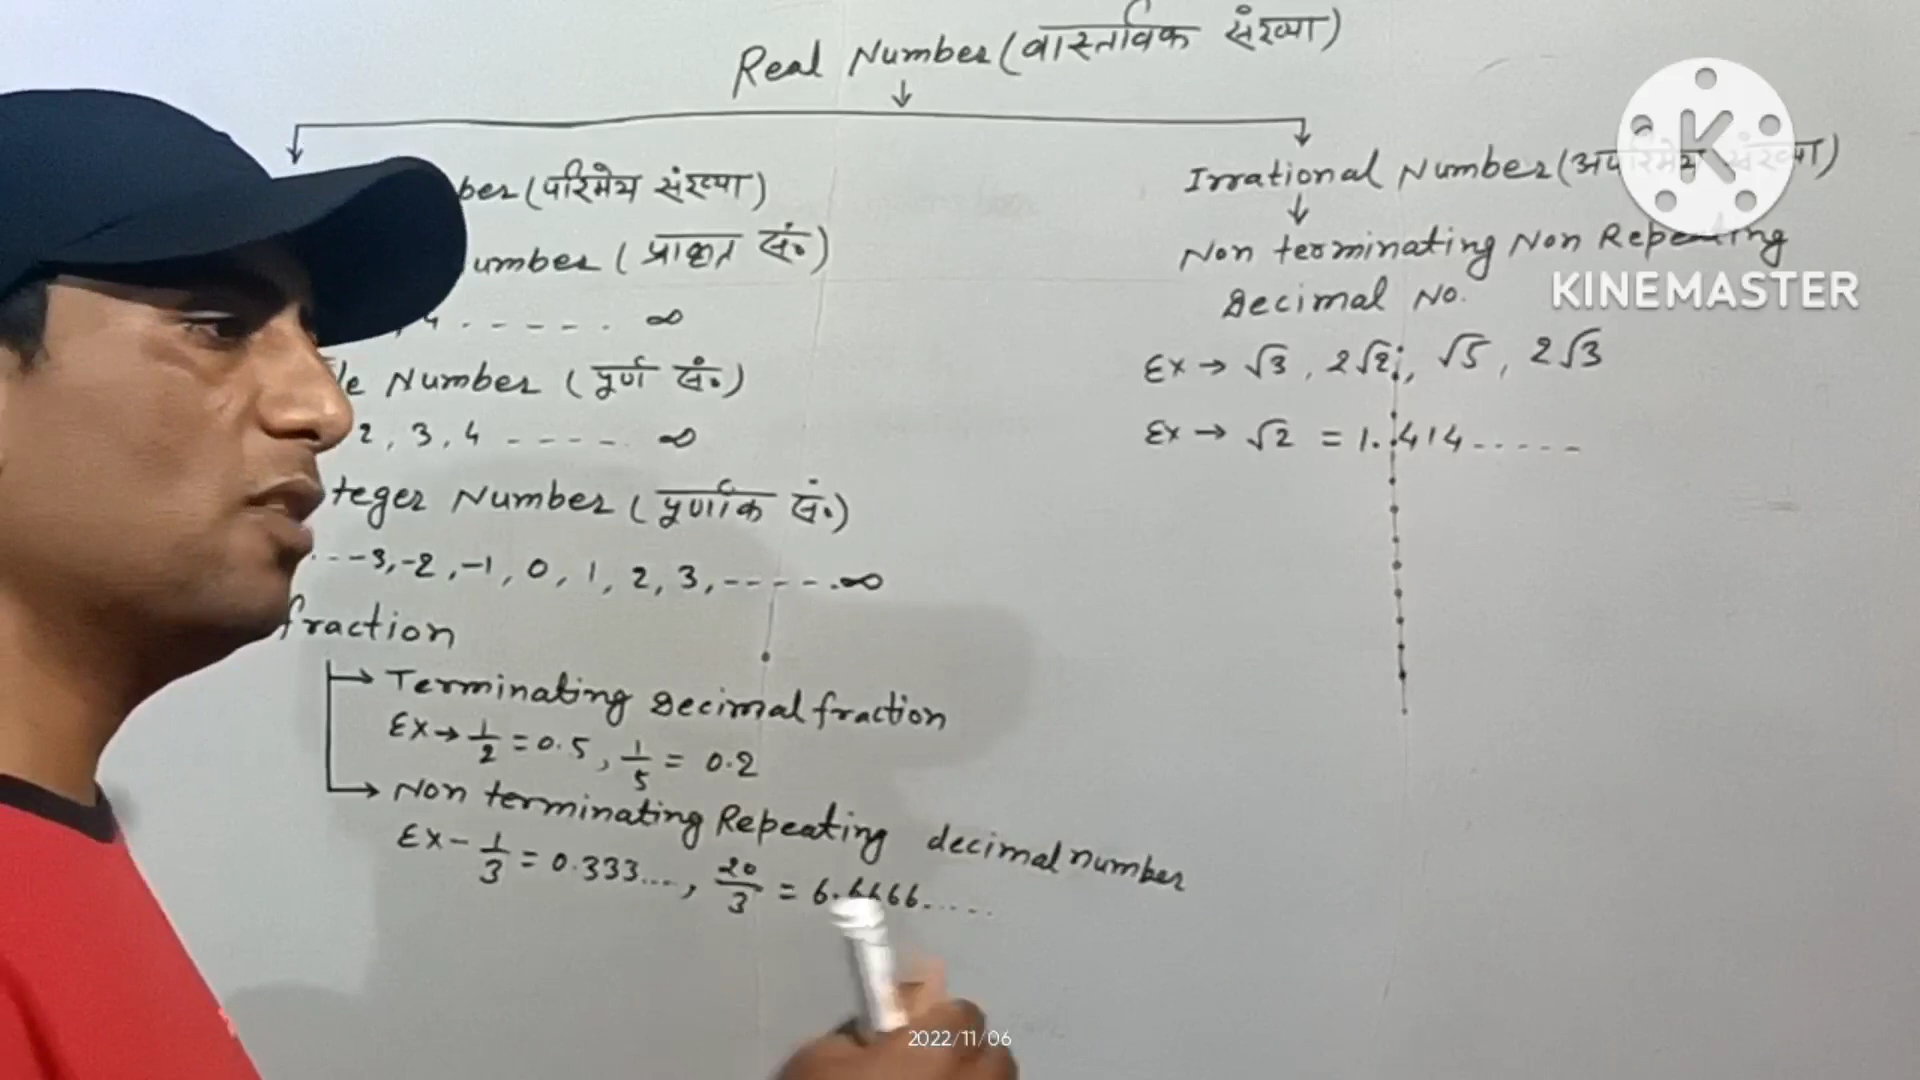 Real Number (वास्तविक संख्या)
ber (परिमेय संख्या)
umber (प्राकृत सं०)
4 ...... ∞
le Number (पूर्ण सं०)
2, 3, 4 ..... ∞
teger Number (पूर्णांक सं०)
---3, -2, -1, 0, 1, 2, 3, ------∞
fraction
→ Terminating Decimal fraction
Ex→ 1/2 = 0.5, 1/5 = 0.2
→ Non terminating Repeating decimal number
Ex- 1/3 = 0.333...., 20/3 = 6.6666.....
Irrational Number (अपरिमेय संख्या)
Non terminating Non Repeating
Decimal No.
Ex → √3, 2√2, √5, 2√3
Ex → √2 = 1.414.....
K
KINEMASTER
2022/11/06